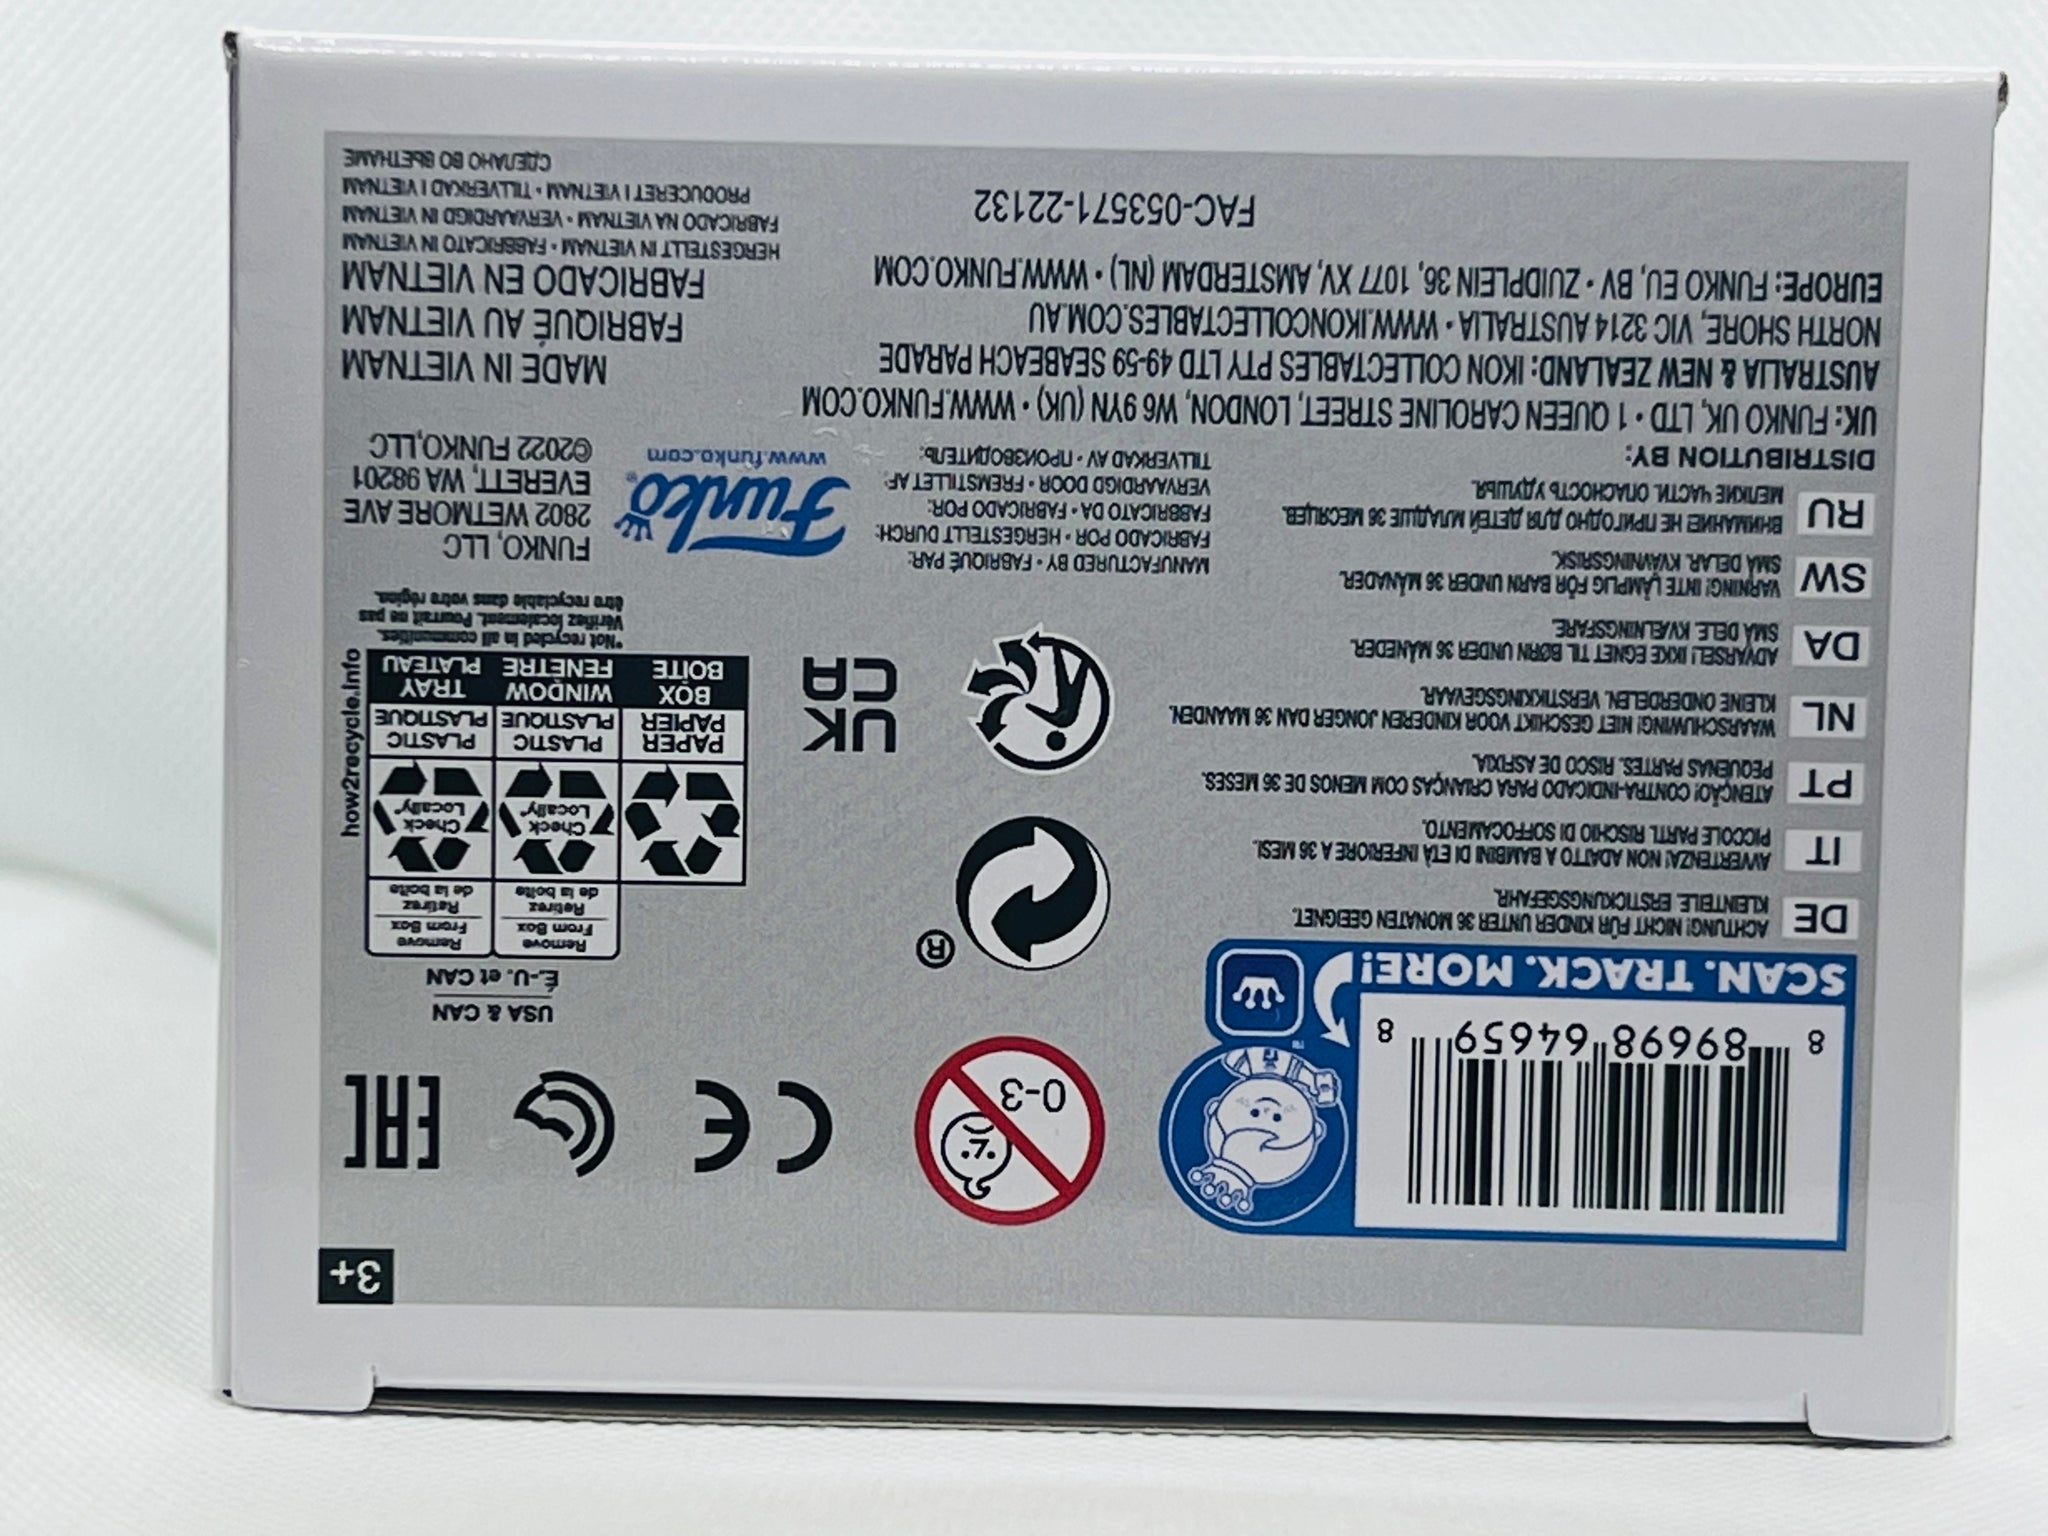 3+
8 89698 64659 8
SCAN. TRACK. MORE!
TM
0-3
CE
EAC
DE
ACHTUNG! NICHT FÜR KINDER UNTER 36 MONATEN GEEIGNET.
KLEINTEILE. ERSTICKUNGSGEFAHR.
IT
AVVERTENZA! NON ADATTO A BAMBINI DI ETÀ INFERIORE A 36 MESI.
PICCOLE PARTI. RISCHIO DI SOFFOCAMENTO.
PT
ATENÇÃO! CONTRA-INDICADO PARA CRIANÇAS COM MENOS DE 36 MESES.
PEQUENAS PARTES. RISCO DE ASFIXIA.
NL
WAARSCHUWING! NIET GESCHIKT VOOR KINDEREN JONGER DAN 36 MAANDEN.
KLEINE ONDERDELEN. VERSTIKKINGSGEVAAR.
DA
ADVARSEL! IKKE EGNET TIL BØRN UNDER 36 MÅNEDER.
SMÅ DELE. KVÆLNINGSFARE.
SW
VARNING! INTE LÄMPLIG FÖR BARN UNDER 36 MÅNADER.
SMÅ DELAR. KVÄVNINGSRISK.
RU
ВНИМАНИЕ! НЕ ПРИГОДНО ДЛЯ ДЕТЕЙ МЛАДШЕ 36 МЕСЯЦЕВ.
МЕЛКИЕ ЧАСТИ. ОПАСНОСТЬ УДУШЬЯ.
®
UK
CA
USA & CAN
É.-U. et CAN
Remove
From Box
Retirez
de la boîte
Remove
From Box
Retirez
de la boîte
Check
Locally*
Check
Locally*
PAPER
PAPIER
PLASTIC
PLASTIQUE
PLASTIC
PLASTIQUE
BOX
BOÎTE
WINDOW
FENÊTRE
TRAY
PLATEAU
how2recycle.info
*Not recycled in all communities.
Vérifiez localement. Pourrait ne pas
être recyclable dans votre région.
MANUFACTURED BY • FABRIQUÉ PAR:
FABRICADO POR • HERGESTELLT DURCH:
FABBRICATO DA • FABRICADO POR:
VERVAARDIGD DOOR • FREMSTILLET AF:
TILLVERKAD AV • ПРОИЗВОДИТЕЛЬ:
Funko®
www.funko.com
FUNKO, LLC
2802 WETMORE AVE
EVERETT, WA 98201
©2022 FUNKO,LLC
DISTRIBUTION BY:
UK: FUNKO UK, LTD • 1 QUEEN CAROLINE STREET, LONDON, W6 9YN (UK) • WWW.FUNKO.COM
AUSTRALIA & NEW ZEALAND: IKON COLLECTABLES PTY LTD 49-59 SEABEACH PARADE
NORTH SHORE, VIC 3214 AUSTRALIA • WWW.IKONCOLLECTABLES.COM.AU
EUROPE: FUNKO EU, BV • ZUIDPLEIN 36, 1077 XV, AMSTERDAM (NL) • WWW.FUNKO.COM
FAC-053571-22132
MADE IN VIETNAM
FABRIQUÉ AU VIETNAM
FABRICADO EN VIETNAM
HERGESTELLT IN VIETNAM • FABBRICATO IN VIETNAM
FABRICADO NA VIETNAM • VERVAARDIGD IN VIETNAM
PRODUCERET I VIETNAM • TILLVERKAD I VIETNAM
СДЕЛАНО ВО ВЬЕТНАМЕ